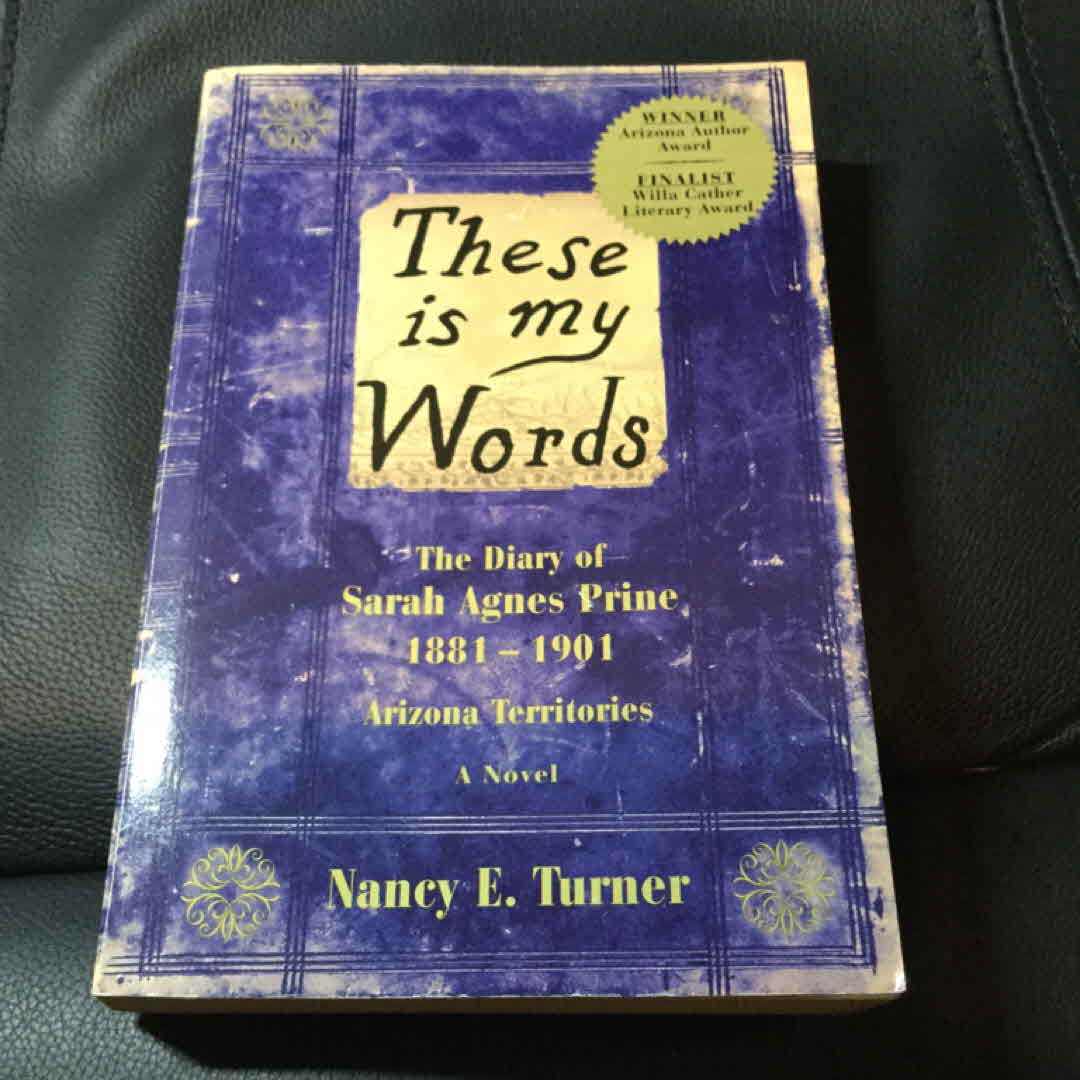 WINNER
Arizona Author
Award
FINALIST
Willa Cather
Literary Award
These
is my
Words
The Diary of
Sarah Agnes Prine
1881 – 1901
Arizona Territories
A Novel
Nancy E. Turner